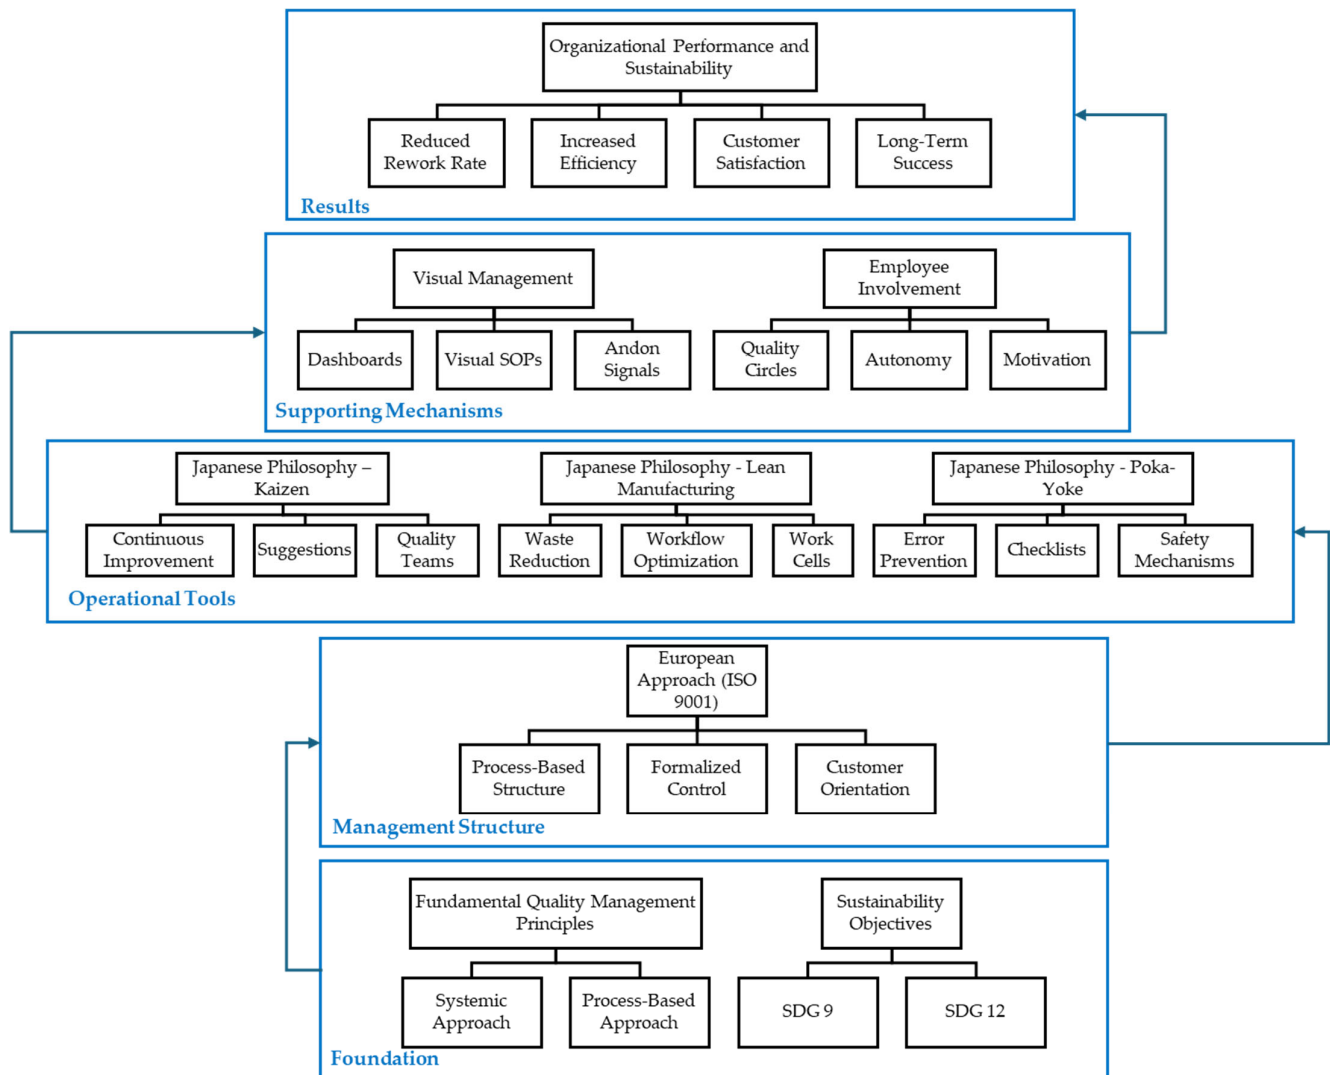 Organizational Performance and
Sustainability
Reduced
Rework Rate
Increased
Efficiency
Customer
Satisfaction
Long-Term
Success
Results
Visual Management
Employee
Involvement
Dashboards
Visual SOPs
Andon
Signals
Quality
Circles
Autonomy
Motivation
Supporting Mechanisms
Japanese Philosophy –
Kaizen
Japanese Philosophy - Lean
Manufacturing
Japanese Philosophy - Poka-
Yoke
Continuous
Improvement
Suggestions
Quality
Teams
Waste
Reduction
Workflow
Optimization
Work
Cells
Error
Prevention
Checklists
Safety
Mechanisms
Operational Tools
European
Approach (ISO
9001)
Process-Based
Structure
Formalized
Control
Customer
Orientation
Management Structure
Fundamental Quality Management
Principles
Sustainability
Objectives
Systemic
Approach
Process-Based
Approach
SDG 9
SDG 12
Foundation